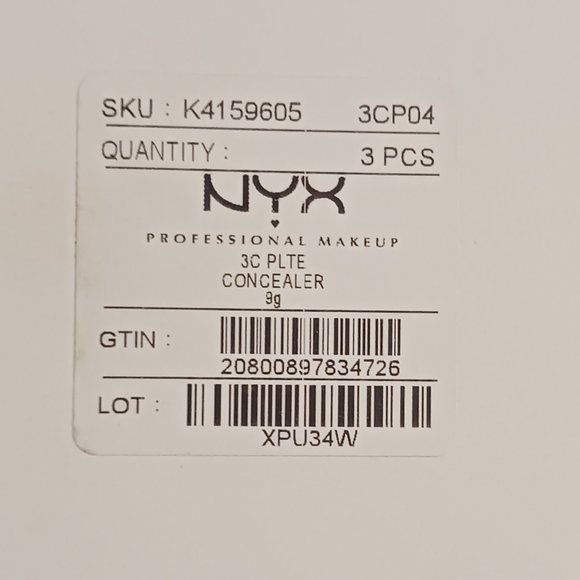 SKU : K4159605 3CP04
QUANTITY : 3 PCS
NYX
PROFESSIONAL MAKEUP
3C PLTE
CONCEALER
9g
GTIN :
20800897834726
LOT :
XPU34W